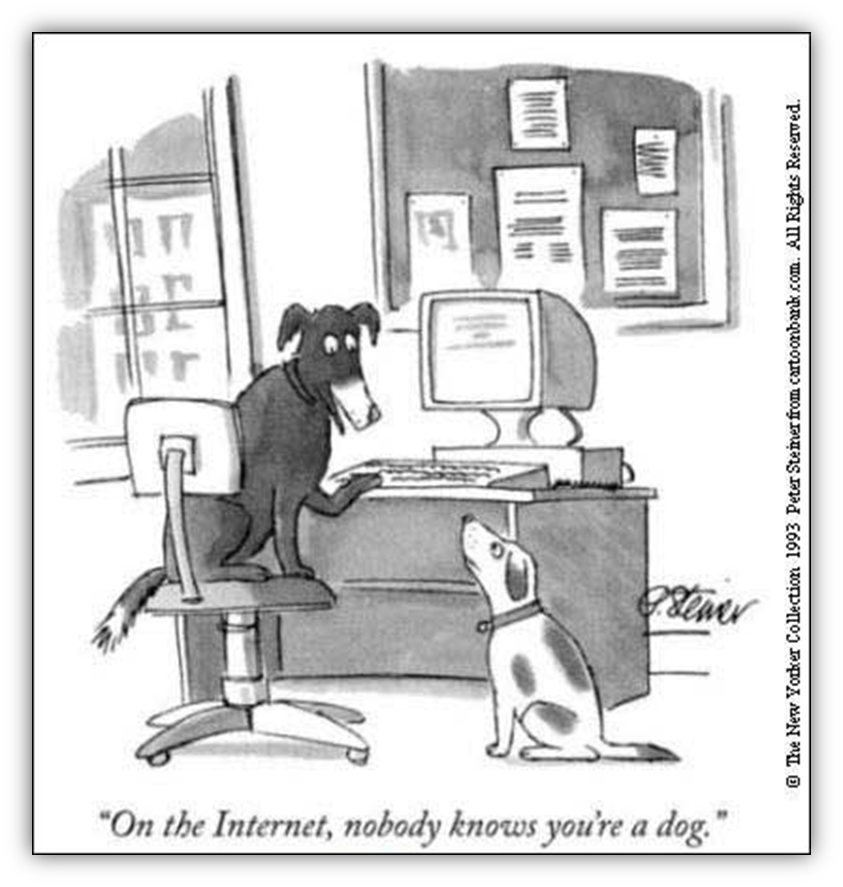 © The New Yorker Collection 1993 Peter Steiner from cartoonbank.com. All Rights Reserved.
P. Steiner
“On the Internet, nobody knows you’re a dog.”